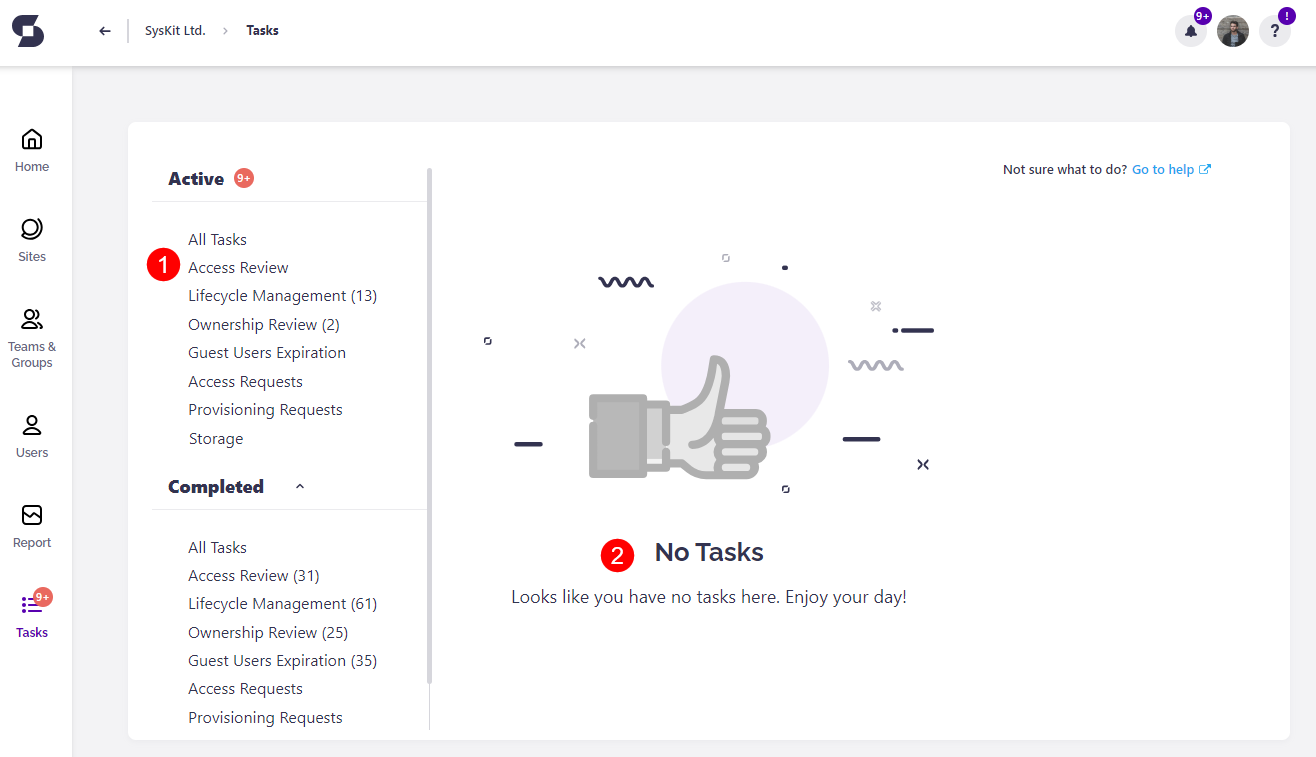 SysKit Ltd. > Tasks
9+
!
?
Home
Sites
Teams &
Groups
Users
Report
9+
Tasks
Active 9+
All Tasks
1
Access Review
Lifecycle Management (13)
Ownership Review (2)
Guest Users Expiration
Access Requests
Provisioning Requests
Storage
Completed
All Tasks
Access Review (31)
Lifecycle Management (61)
Ownership Review (25)
Guest Users Expiration (35)
Access Requests
Provisioning Requests
Not sure what to do? Go to help
2 No Tasks
Looks like you have no tasks here. Enjoy your day!